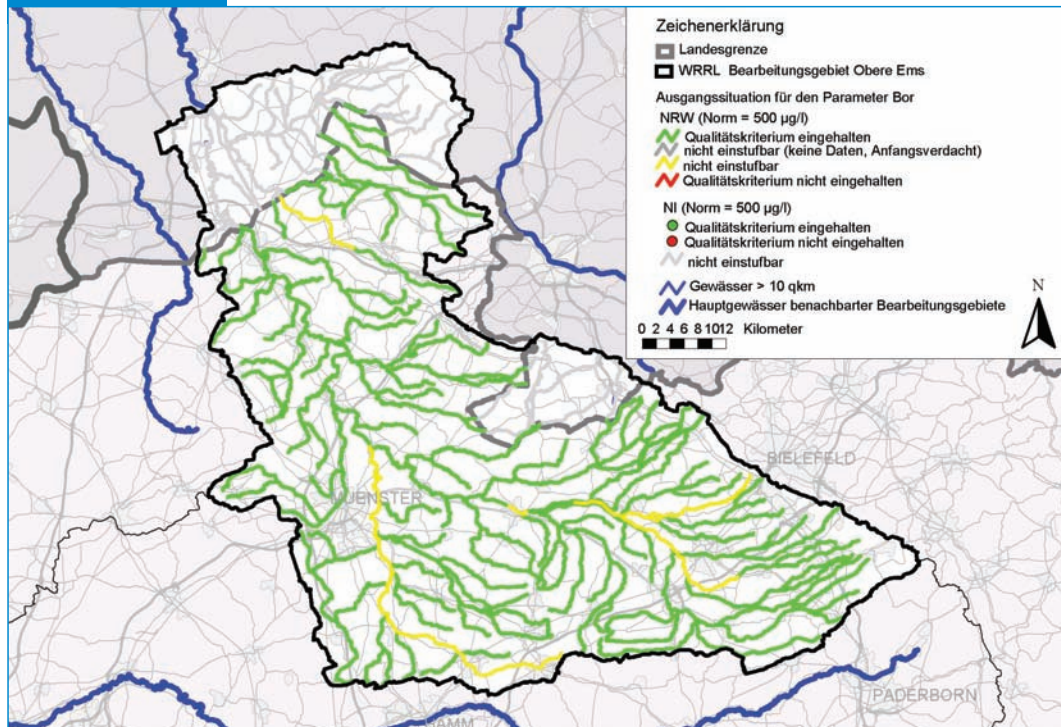 Zeichenerklärung
Landesgrenze
WRRL Bearbeitungsgebiet Obere Ems
Ausgangssituation für den Parameter Bor
NRW (Norm = 500 µg/l)
Qualitätskriterium eingehalten
nicht einstufbar (keine Daten, Anfangsverdacht)
nicht einstufbar
Qualitätskriterium nicht eingehalten
NI (Norm = 500 µg/l)
Qualitätskriterium eingehalten
Qualitätskriterium nicht eingehalten
nicht einstufbar
Gewässer > 10 qkm
Hauptgewässer benachbarter Bearbeitungsgebiete
N
0 2 4 6 8 1012 Kilometer
BIELEFELD
MUENSTER
PADERBORN